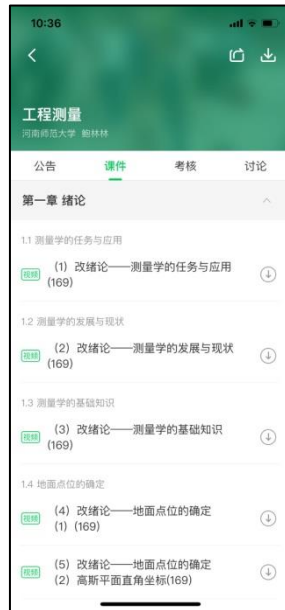 10:36
工程测量
河南师范大学 鲍林林
公告 课件 考核 讨论
第一章 绪论
1.1 测量学的任务与应用
视频 (1) 改绪论——测量学的任务与应用
(169)
1.2 测量学的发展与现状
视频 (2) 改绪论——测量学的发展与现状
(169)
1.3 测量学的基础知识
视频 (3) 改绪论——测量学的基础知识
(169)
1.4 地面点位的确定
视频 (4) 改绪论——地面点位的确定
(1) (169)
视频 (5) 改绪论——地面点位的确定
(2) 高斯平面直角坐标(169)